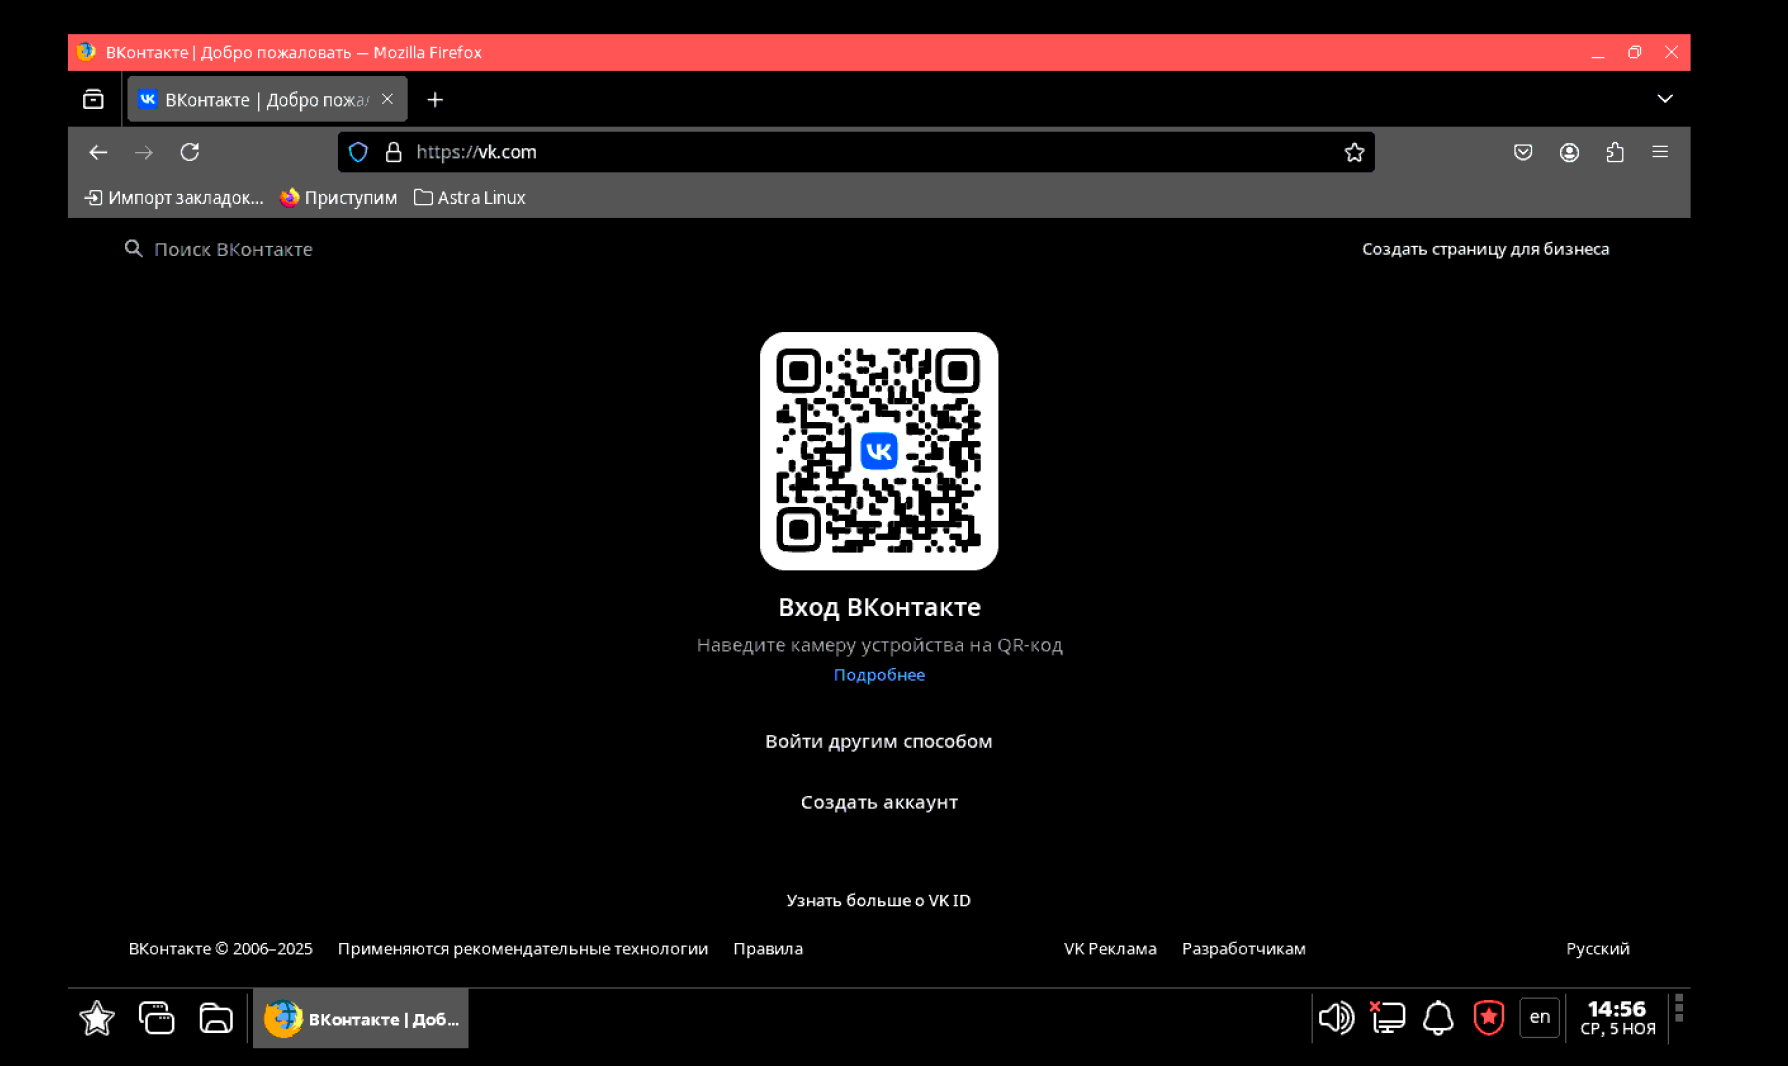 ВКонтакте | Добро пожаловать — Mozilla Firefox
ВКонтакте | Добро пожал
https://vk.com
Импорт закладок... Приступим Astra Linux
Поиск ВКонтакте
Создать страницу для бизнеса
Вход ВКонтакте
Наведите камеру устройства на QR-код
Подробнее
Войти другим способом
Создать аккаунт
Узнать больше о VK ID
ВКонтакте © 2006–2025 Применяются рекомендательные технологии Правила VK Реклама Разработчикам Русский
ВКонтакте | Доб...
en
14:56
СР, 5 НОЯ